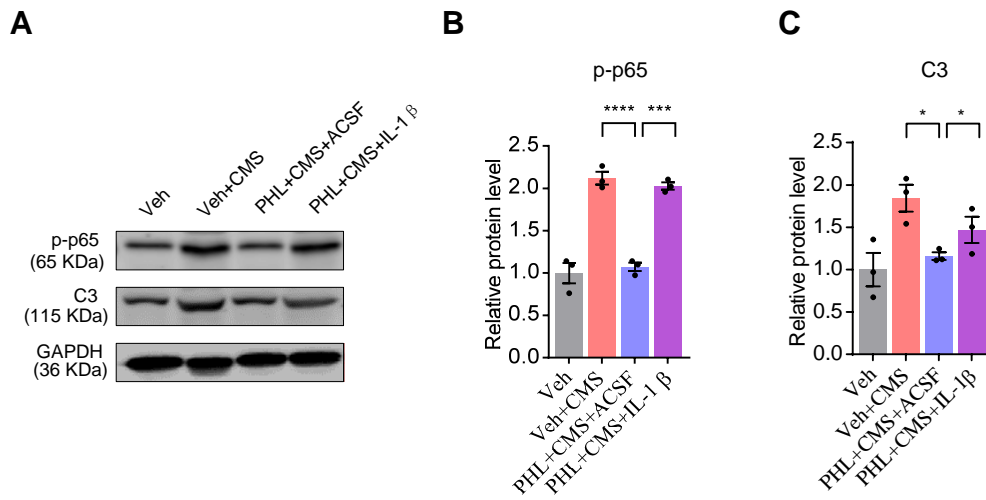 A
Veh
Veh+CMS
PHL+CMS+ACSF
PHL+CMS+IL-1 β
p-p65
(65 KDa)
C3
(115 KDa)
GAPDH
(36 KDa)
B
p-p65
**** ***
Relative protein level
2.5
2.0
1.5
1.0
0.5
0.0
Veh
Veh+CMS
PHL+CMS+ACSF
PHL+CMS+IL-1 β
C
C3
* *
Relative protein level
2.5
2.0
1.5
1.0
0.5
0.0
Veh
Veh+CMS
PHL+CMS+ACSF
PHL+CMS+IL-1β